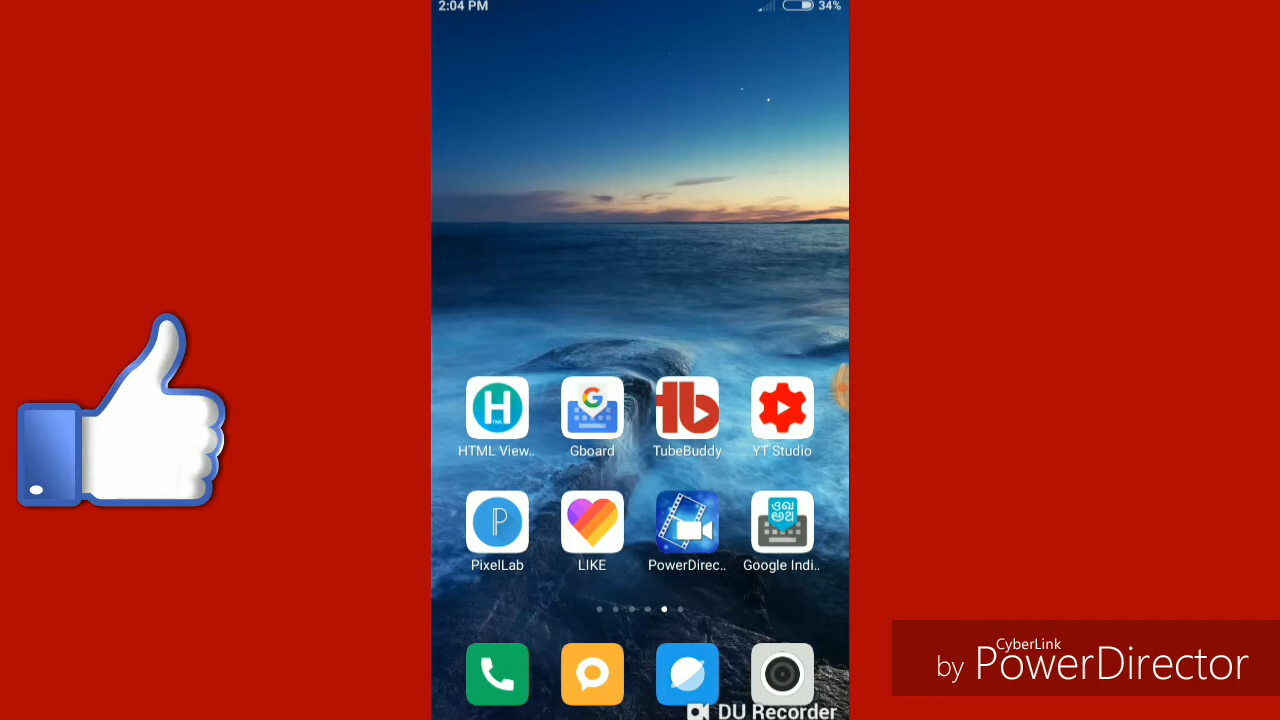 2:04 PM
34%
HTML View..
Gboard
TubeBuddy
YT Studio
PixelLab
LIKE
PowerDirec..
Google Indi..
DU Recorder
CyberLink
by PowerDirector